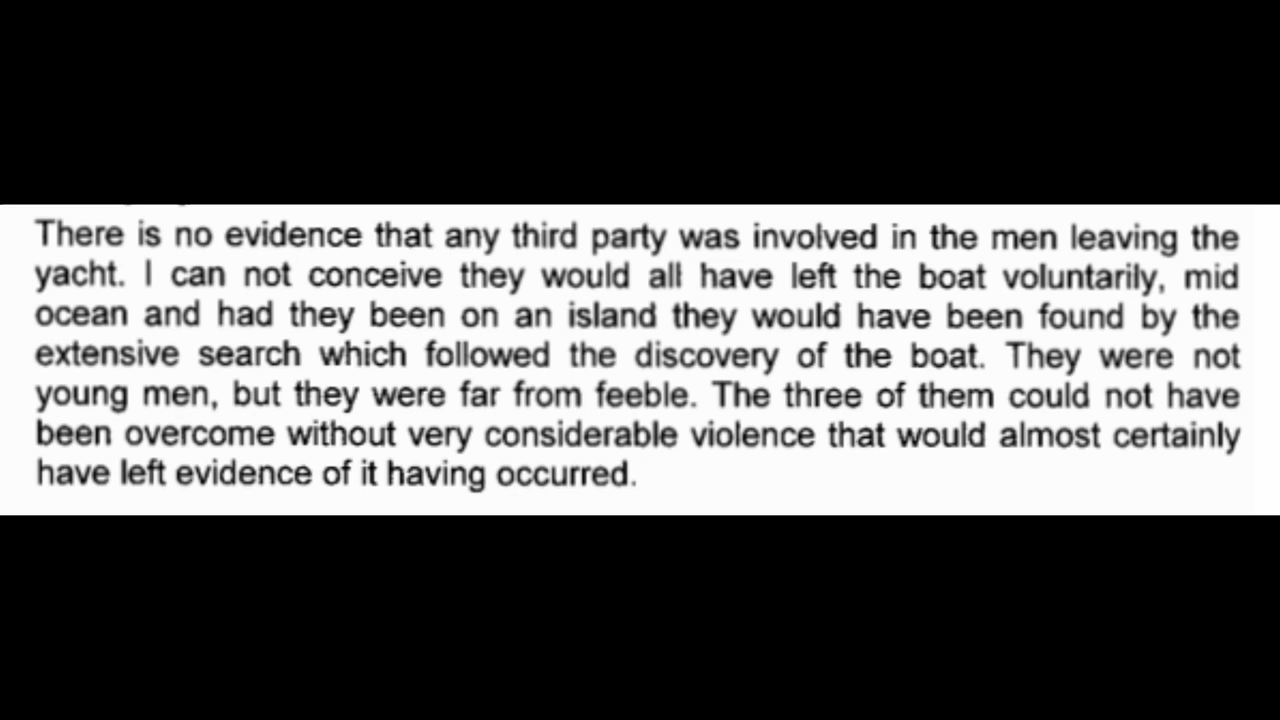 There is no evidence that any third party was involved in the men leaving the
yacht. I can not conceive they would all have left the boat voluntarily, mid
ocean and had they been on an island they would have been found by the
extensive search which followed the discovery of the boat. They were not
young men, but they were far from feeble. The three of them could not have
been overcome without very considerable violence that would almost certainly
have left evidence of it having occurred.